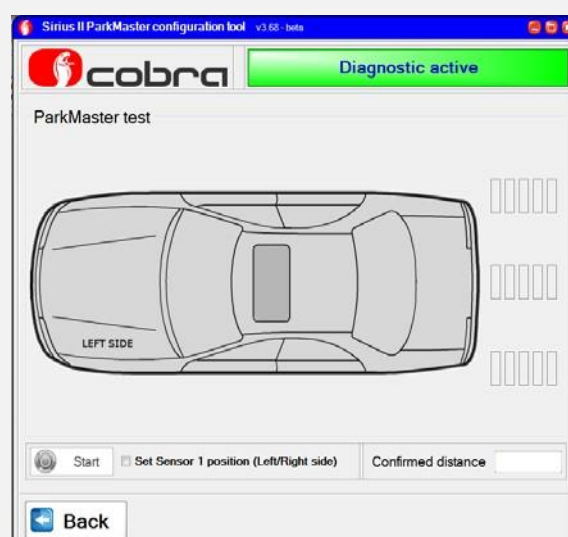 Sirius II ParkMaster configuration tool v3.68 - beta
cobra
Diagnostic active
ParkMaster test
LEFT SIDE
Start
Set Sensor 1 position (Left/Right side)
Confirmed distance
Back